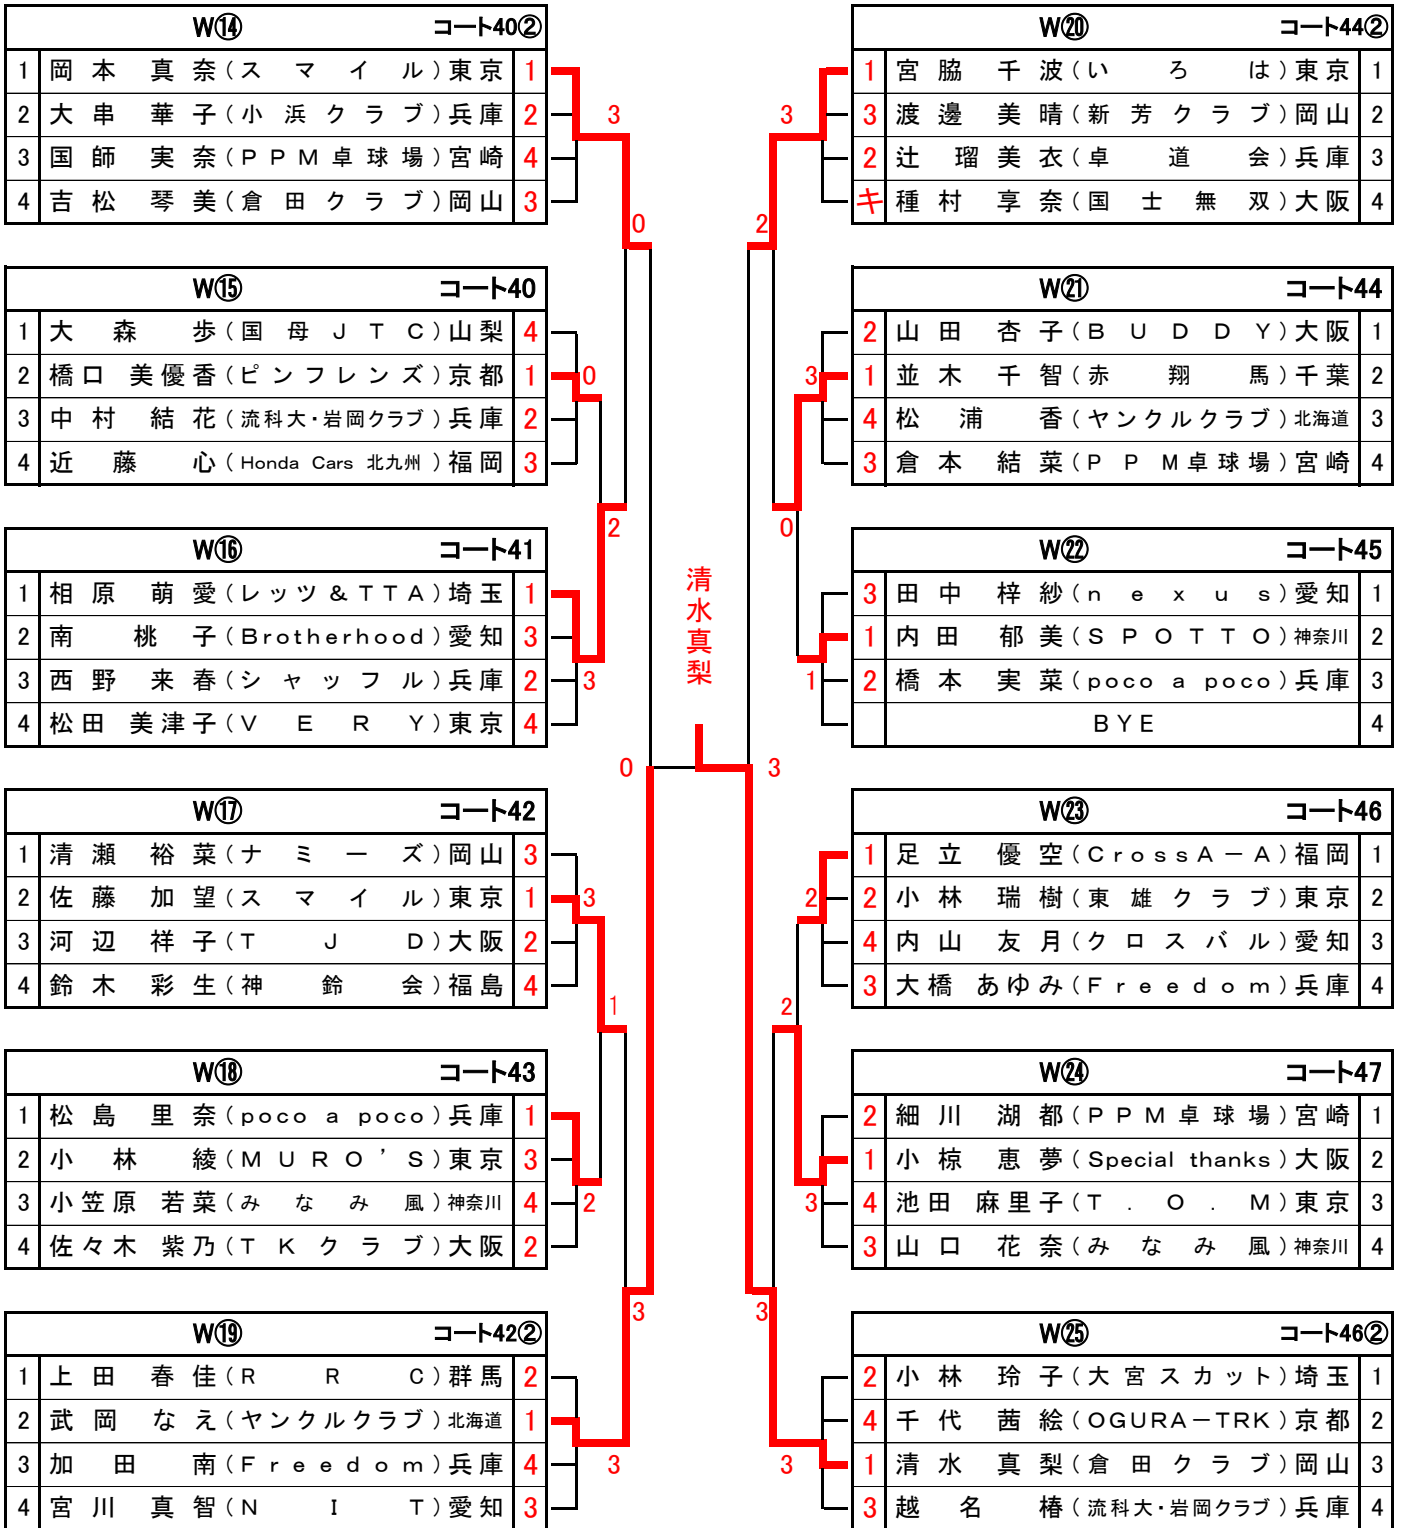 W⑭ コート40②
1 岡本 真奈(スマイル)東京 1
2 大串 華子(小浜クラブ)兵庫 2
3 国師 実奈(PPM卓球場)宮崎 4
4 吉松 琴美(倉田クラブ)岡山 3
3
0
W⑮ コート40
1 大森 歩(国母JTC)山梨 4
2 橋口 美優香(ピンフレンズ)京都 1
3 中村 結花(流科大・岩岡クラブ)兵庫 2
4 近藤 心(Honda Cars 北九州)福岡 3
0
2
W⑯ コート41
1 相原 萌愛(レッツ&TTA)埼玉 1
2 南 桃子(Brotherhood)愛知 3
3 西野 来春(シャッフル)兵庫 2
4 松田 美津子(VERY)東京 4
3
0
W⑰ コート42
1 清瀬 裕菜(ナミーズ)岡山 3
2 佐藤 加望(スマイル)東京 1
3 河辺 祥子(TJD)大阪 2
4 鈴木 彩生(神鈴会)福島 4
3
1
W⑱ コート43
1 松島 里奈(poco a poco)兵庫 1
2 小林 綾(MURO'S)東京 3
3 小笠原 若菜(みなみ風)神奈川 4
4 佐々木 紫乃(TKクラブ)大阪 2
2
3
W⑲ コート42②
1 上田 春佳(RRC)群馬 2
2 武岡 なえ(ヤンクルクラブ)北海道 1
3 加田 南(Freedom)兵庫 4
4 宮川 真智(NIT)愛知 3
3
清水真梨
3
W⑳ コート44②
1 宮脇 千波(いろは)東京 1
3 渡邊 美晴(新芳クラブ)岡山 2
2 辻 瑠美衣(卓道会)兵庫 3
キ 種村 享奈(国士無双)大阪 4
3
2
W㉑ コート44
2 山田 杏子(BUDDY)大阪 1
1 並木 千智(赤翔馬)千葉 2
4 松浦 香(ヤンクルクラブ)北海道 3
3 倉本 結菜(PPM卓球場)宮崎 4
3
0
W㉒ コート45
3 田中 梓紗(nexus)愛知 1
1 内田 郁美(SPOTTO)神奈川 2
2 橋本 実菜(poco a poco)兵庫 3
BYE 4
1
W㉓ コート46
1 足立 優空(CrossA-A)福岡 1
2 小林 瑞樹(東雄クラブ)東京 2
4 内山 友月(クロスバル)愛知 3
3 大橋 あゆみ(Freedom)兵庫 4
2
2
W㉔ コート47
2 細川 湖都(PPM卓球場)宮崎 1
1 小椋 恵夢(Special thanks)大阪 2
4 池田 麻里子(T.O.M)東京 3
3 山口 花奈(みなみ風)神奈川 4
3
3
W㉕ コート46②
2 小林 玲子(大宮スカット)埼玉 1
4 千代 茜絵(OGURA-TRK)京都 2
1 清水 真梨(倉田クラブ)岡山 3
3 越名 椿(流科大・岩岡クラブ)兵庫 4
3